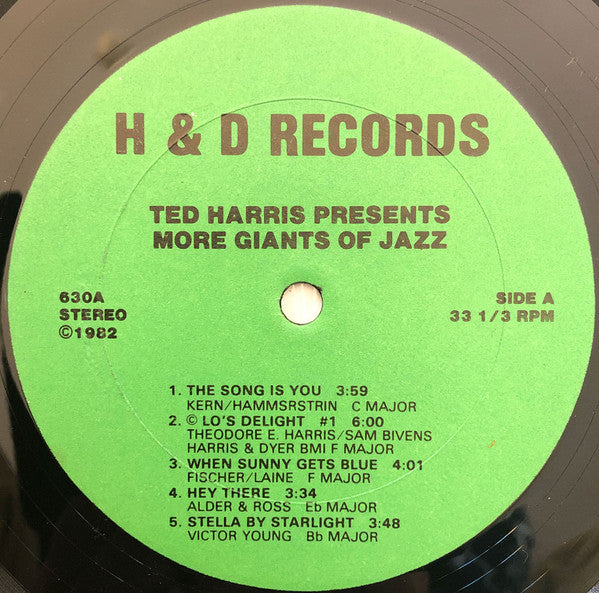 H & D RECORDS
TED HARRIS PRESENTS
MORE GIANTS OF JAZZ
630A
STEREO
©1982
SIDE A
33 1/3 RPM
1. THE SONG IS YOU 3:59
KERN/HAMMSRSTRIN C MAJOR
2. © LO'S DELIGHT #1 6:00
THEODORE E. HARRIS/SAM BIVENS
HARRIS & DYER BMI F MAJOR
3. WHEN SUNNY GETS BLUE 4:01
FISCHER/LAINE F MAJOR
4. HEY THERE 3:34
ALDER & ROSS Eb MAJOR
5. STELLA BY STARLIGHT 3:48
VICTOR YOUNG Bb MAJOR